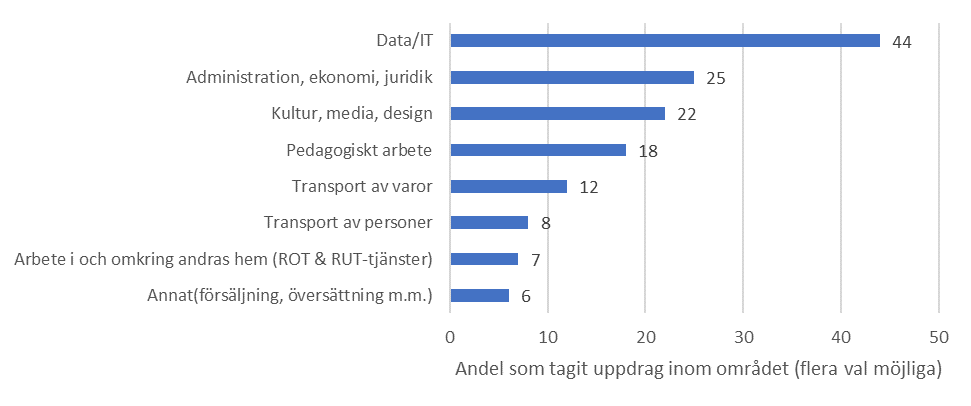 Data/IT 44
Administration, ekonomi, juridik 25
Kultur, media, design 22
Pedagogiskt arbete 18
Transport av varor 12
Transport av personer 8
Arbete i och omkring andras hem (ROT & RUT-tjänster) 7
Annat(försäljning, översättning m.m.) 6
0 10 20 30 40 50
Andel som tagit uppdrag inom området (flera val möjliga)